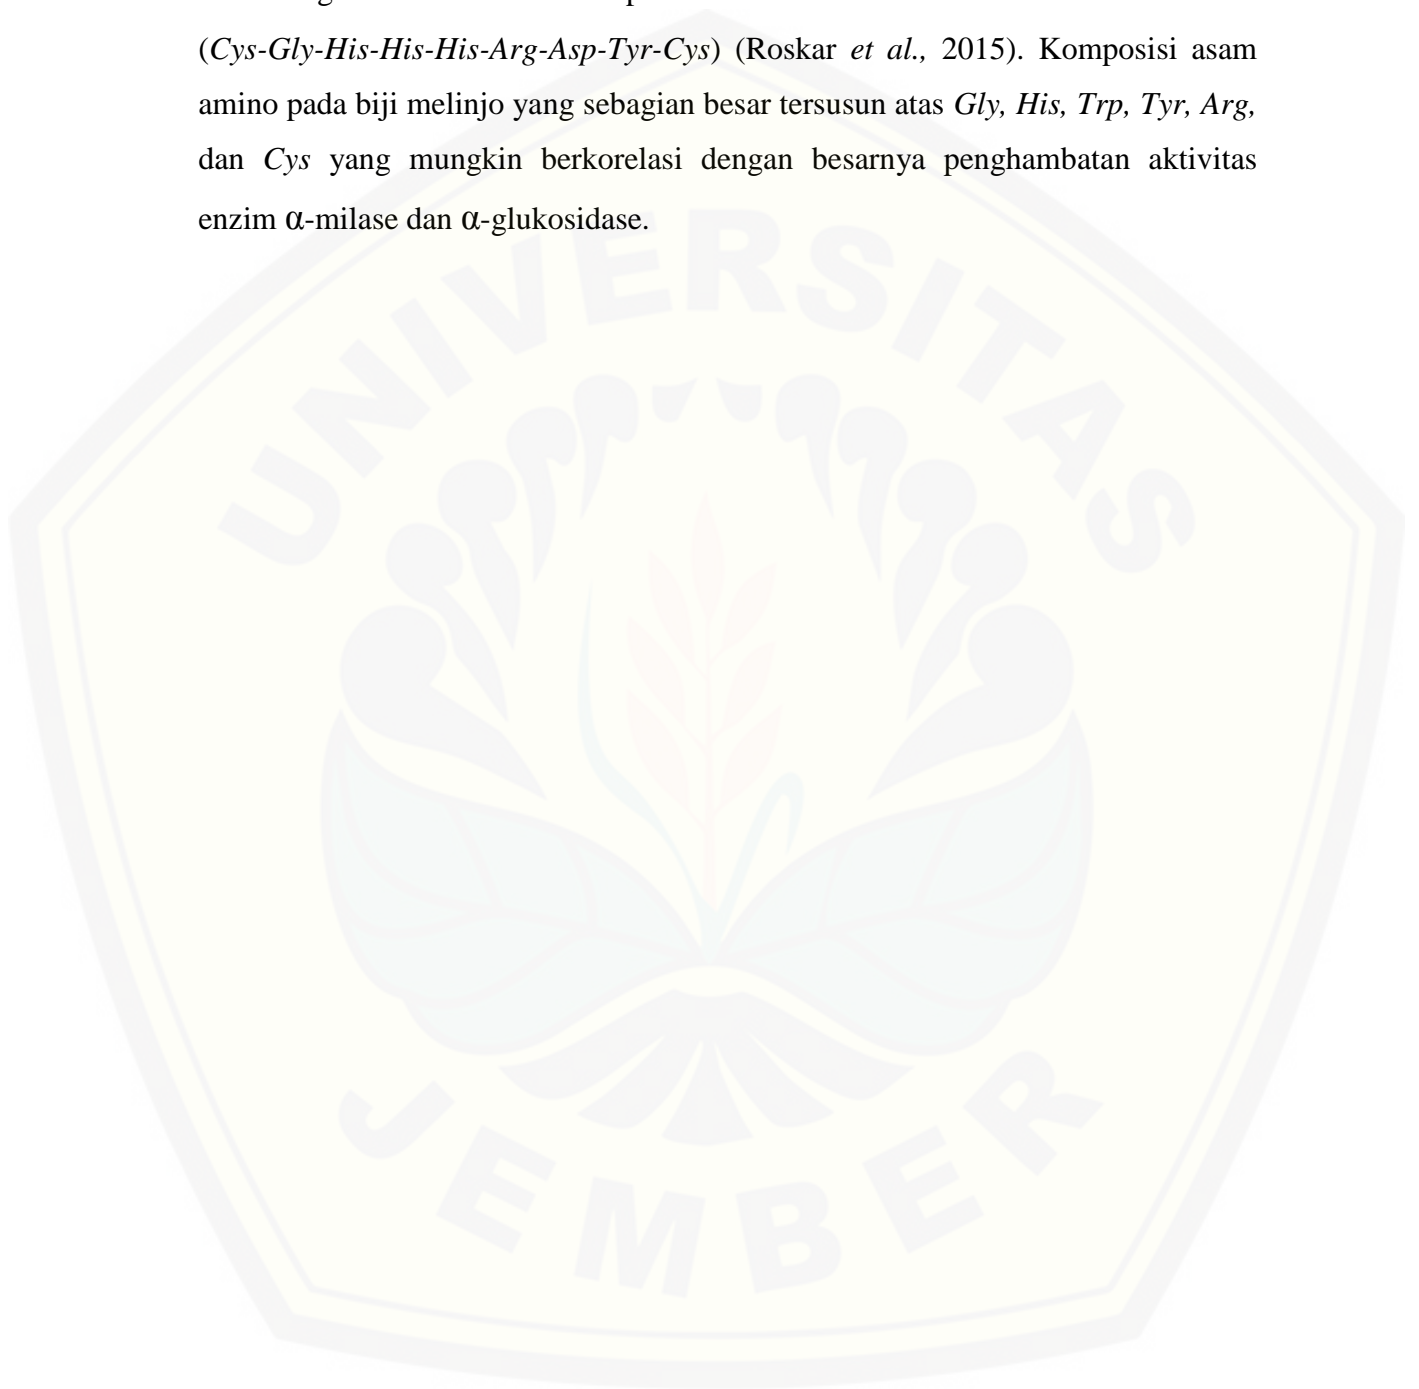 (Cys-Gly-His-His-His-Arg-Asp-Tyr-Cys) (Roskar et al., 2015). Komposisi asam
amino pada biji melinjo yang sebagian besar tersusun atas Gly, His, Trp, Tyr, Arg,
dan Cys yang mungkin berkorelasi dengan besarnya penghambatan aktivitas
enzim α-milase dan α-glukosidase.
UNIVERSITAS
JEMBER